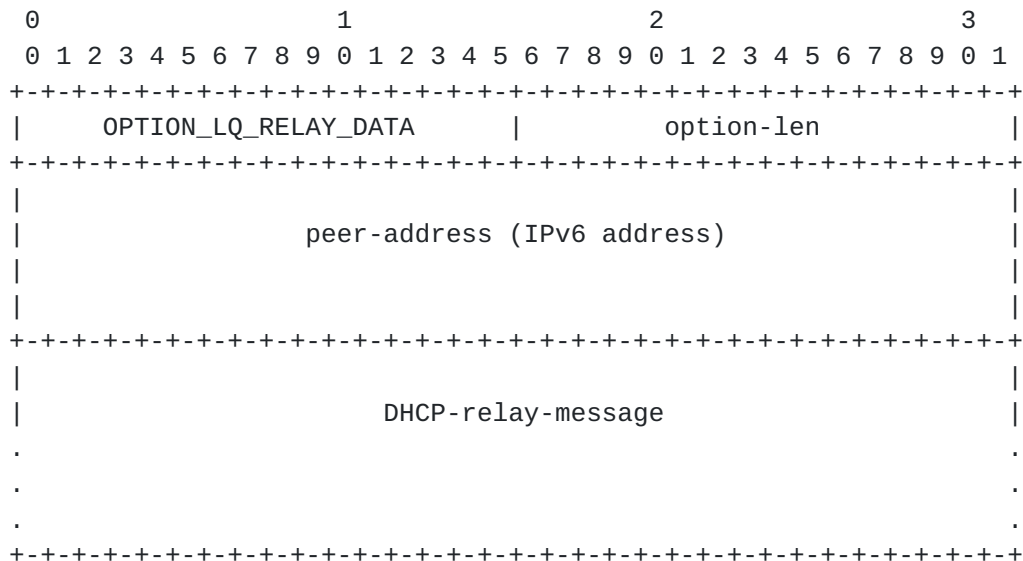 0                   1                   2                   3
 0 1 2 3 4 5 6 7 8 9 0 1 2 3 4 5 6 7 8 9 0 1 2 3 4 5 6 7 8 9 0 1
+-+-+-+-+-+-+-+-+-+-+-+-+-+-+-+-+-+-+-+-+-+-+-+-+-+-+-+-+-+-+-+-+
|     OPTION_LQ_RELAY_DATA      |         option-len            |
+-+-+-+-+-+-+-+-+-+-+-+-+-+-+-+-+-+-+-+-+-+-+-+-+-+-+-+-+-+-+-+-+
|                                                               |
|                  peer-address (IPv6 address)                  |
|                                                               |
|                                                               |
+-+-+-+-+-+-+-+-+-+-+-+-+-+-+-+-+-+-+-+-+-+-+-+-+-+-+-+-+-+-+-+-+
|                                                               |
|                       DHCP-relay-message                      |
.                                                               .
.                                                               .
.                                                               .
+-+-+-+-+-+-+-+-+-+-+-+-+-+-+-+-+-+-+-+-+-+-+-+-+-+-+-+-+-+-+-+-+